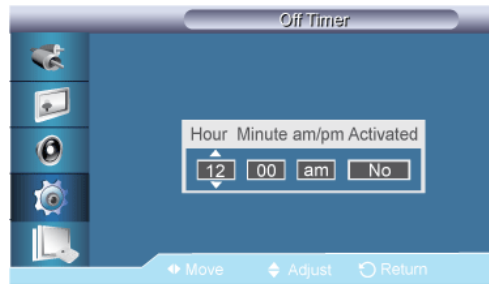 Off Timer
Hour Minute am/pm Activated
12 00 am No
Move Adjust Return